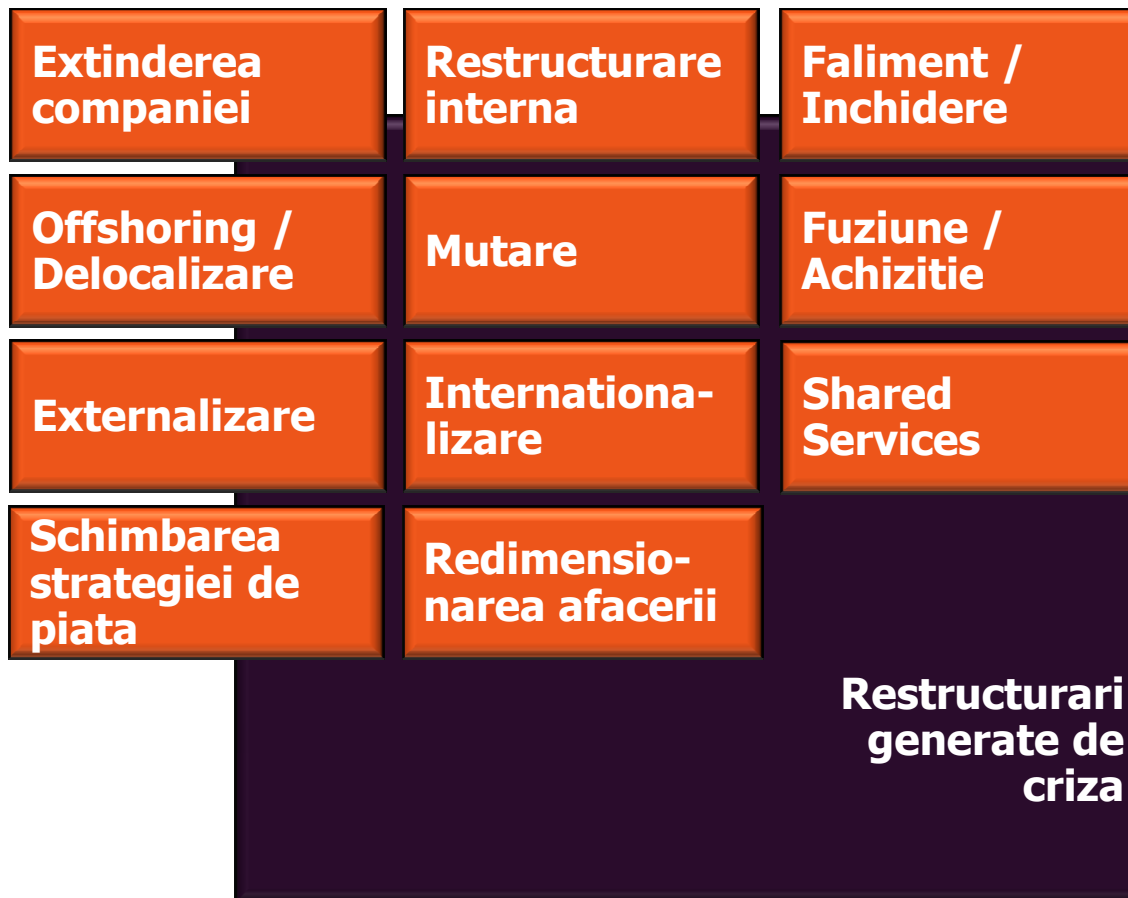 Extinderea
companiei
Restructurare
interna
Faliment /
Inchidere
Offshoring /
Delocalizare
Mutare
Fuziune /
Achizitie
Externalizare
Internationa-
lizare
Shared
Services
Schimbarea
strategiei de
piata
Redimensio-
narea afacerii
Restructurari
generate de
criza